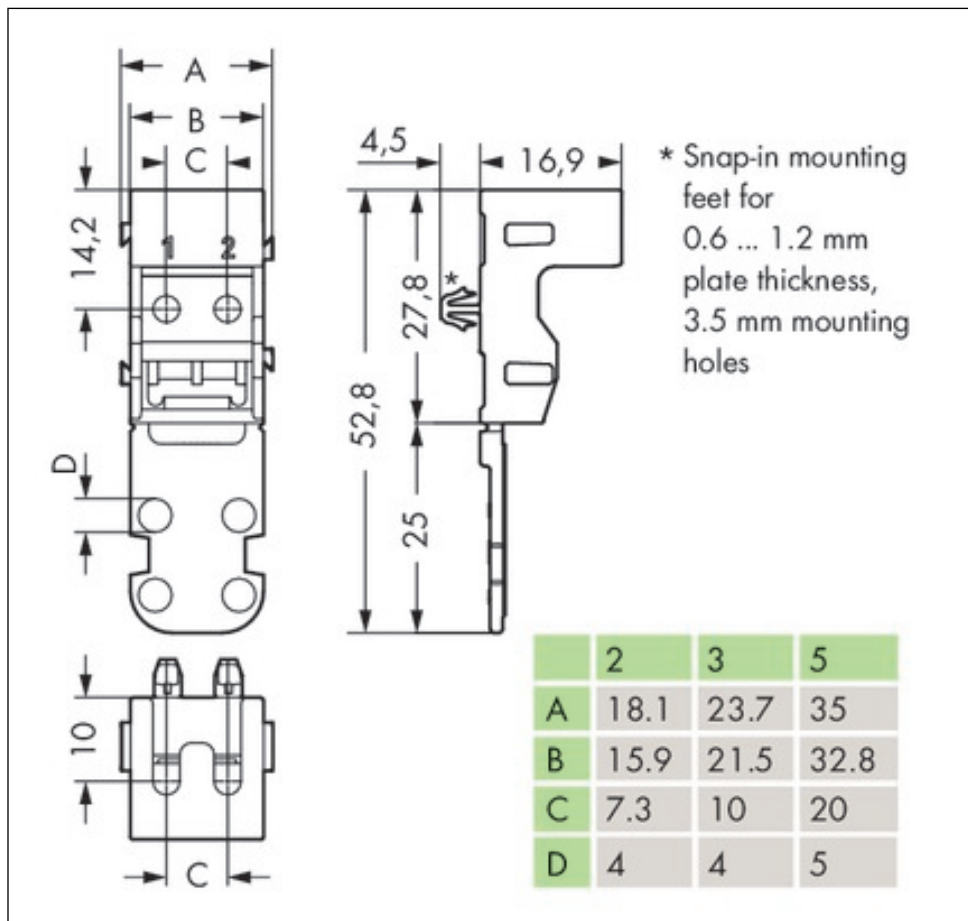 A
B
C
14,2
1 2
D
10
C
4,5
16,9
*
27,8
52,8
25
* Snap-in mounting
feet for
0.6 ... 1.2 mm
plate thickness,
3.5 mm mounting
holes
2 3 5
A 18.1 23.7 35
B 15.9 21.5 32.8
C 7.3 10 20
D 4 4 5